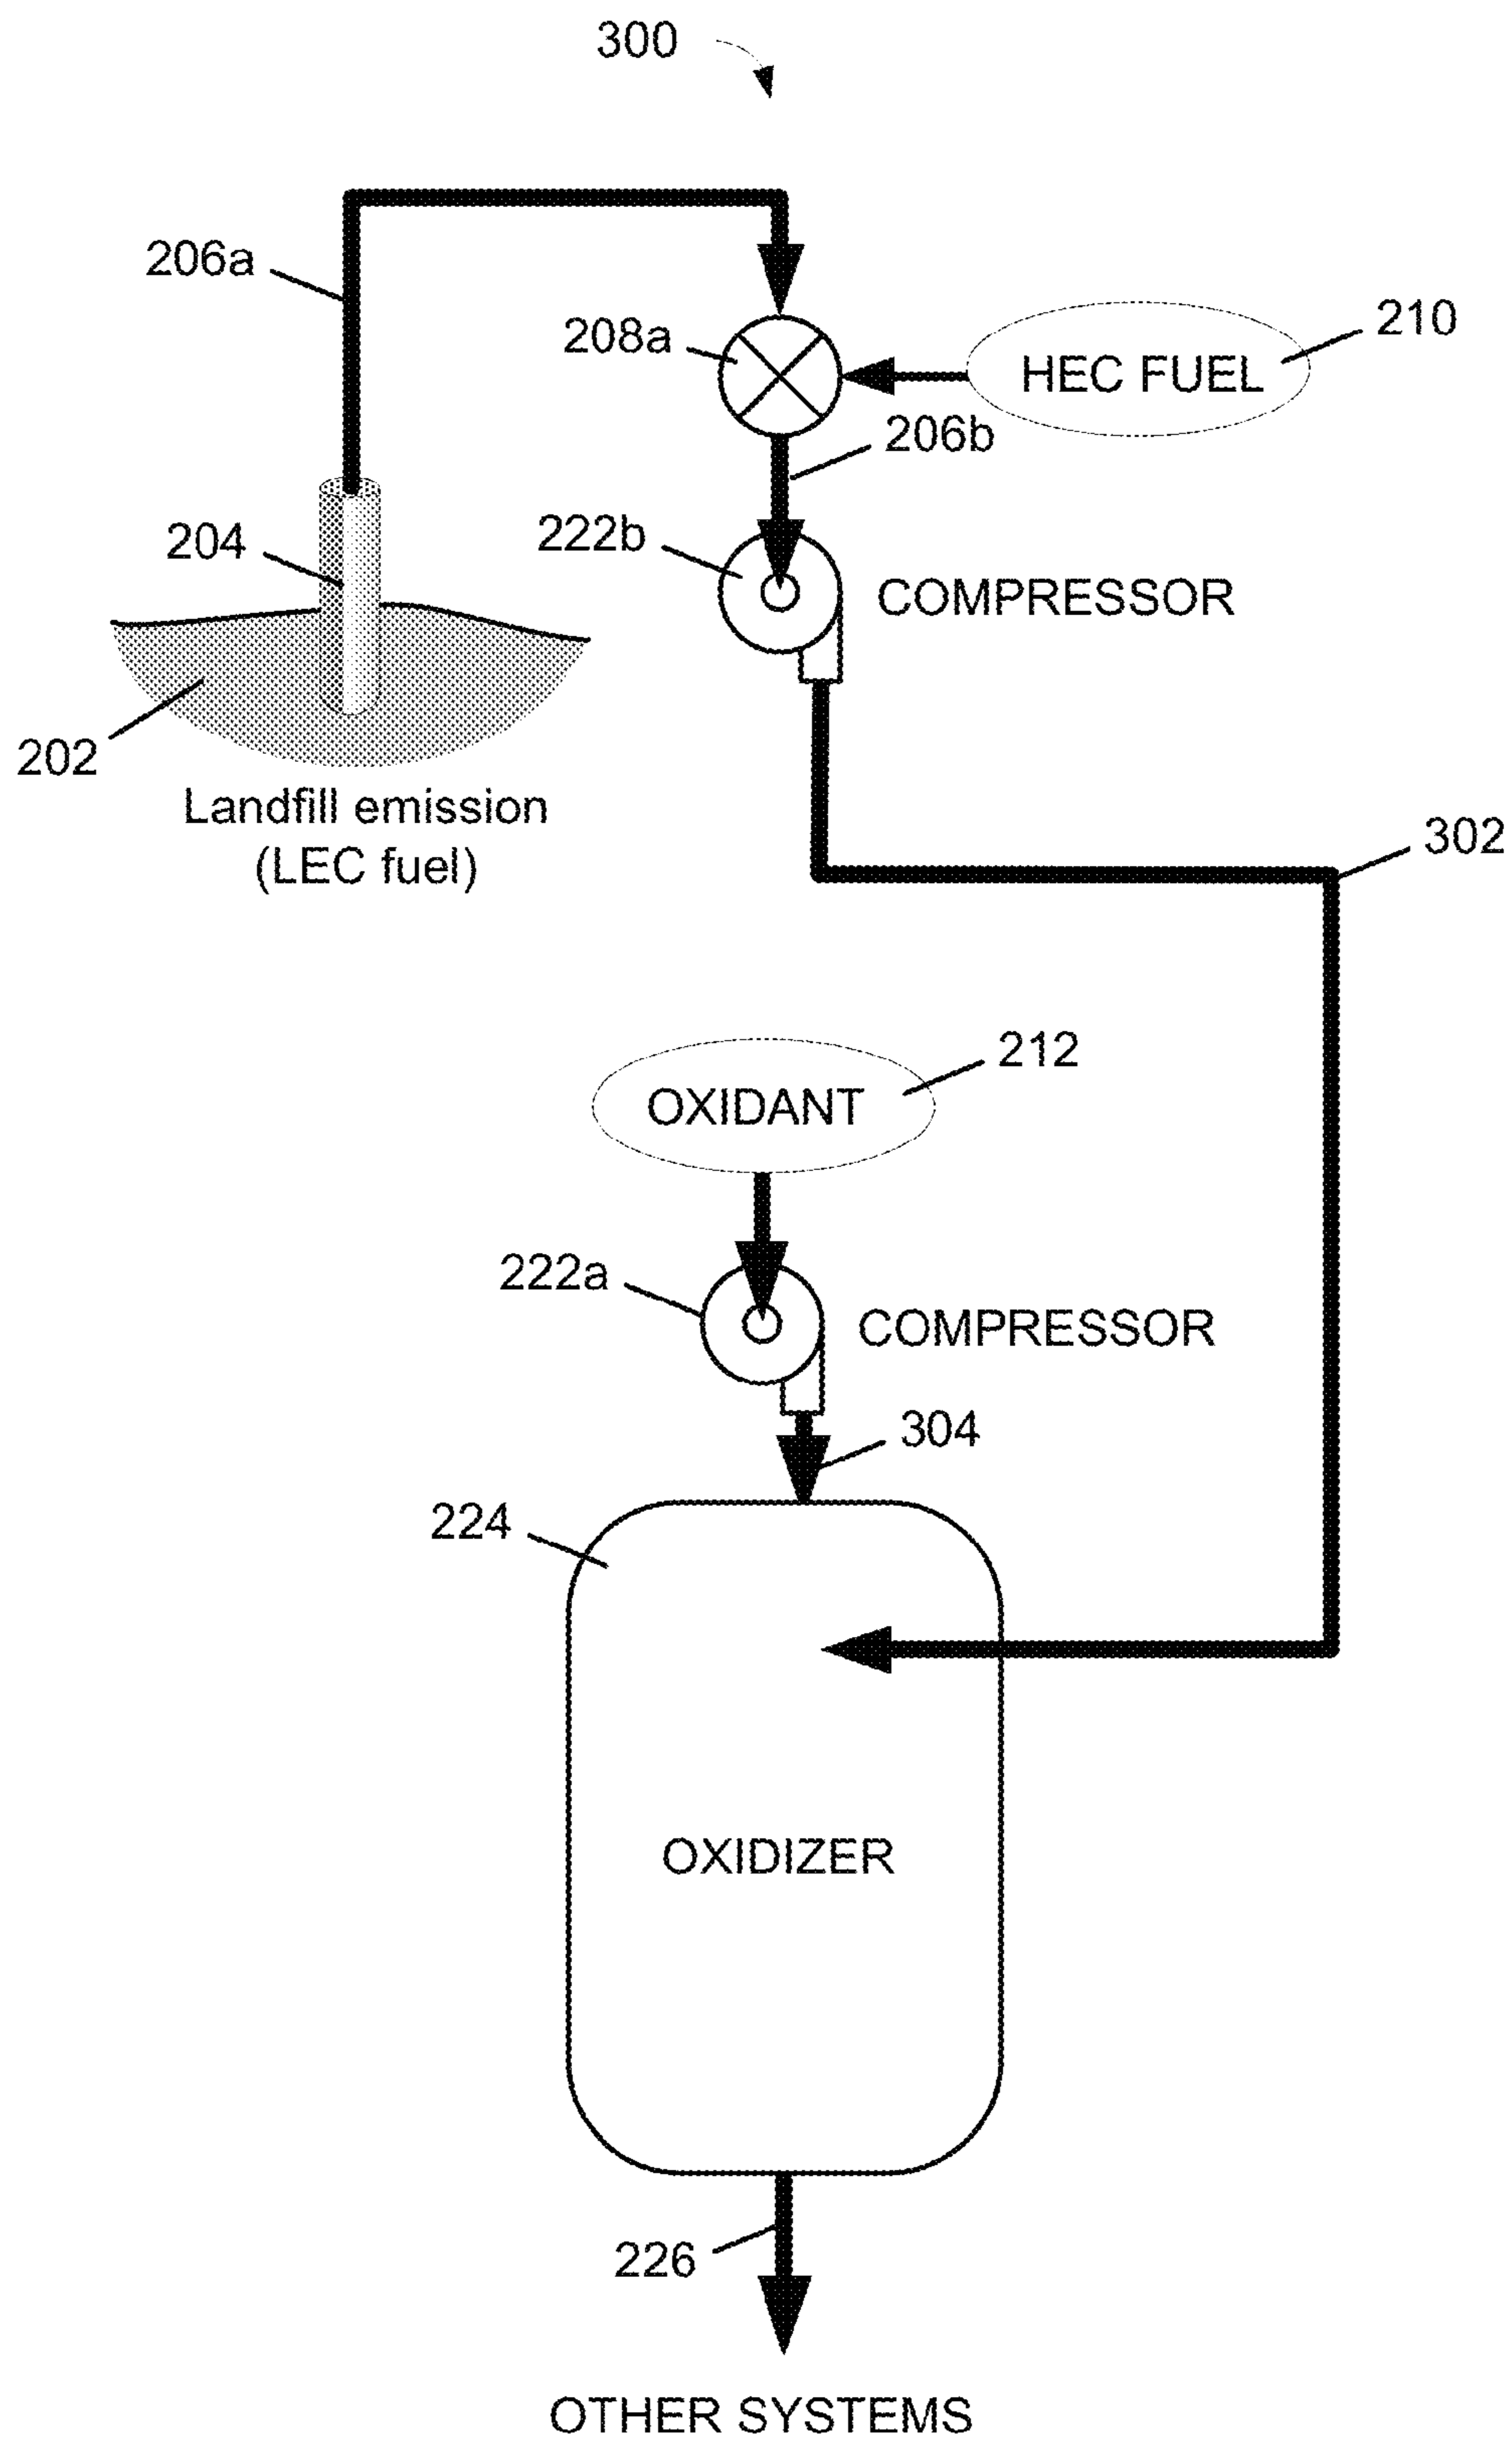 300
206a
208a
210
HEC FUEL
206b
204
222b
COMPRESSOR
202
Landfill emission
(LEC fuel)
302
212
OXIDANT
222a
COMPRESSOR
304
224
OXIDIZER
226
OTHER SYSTEMS